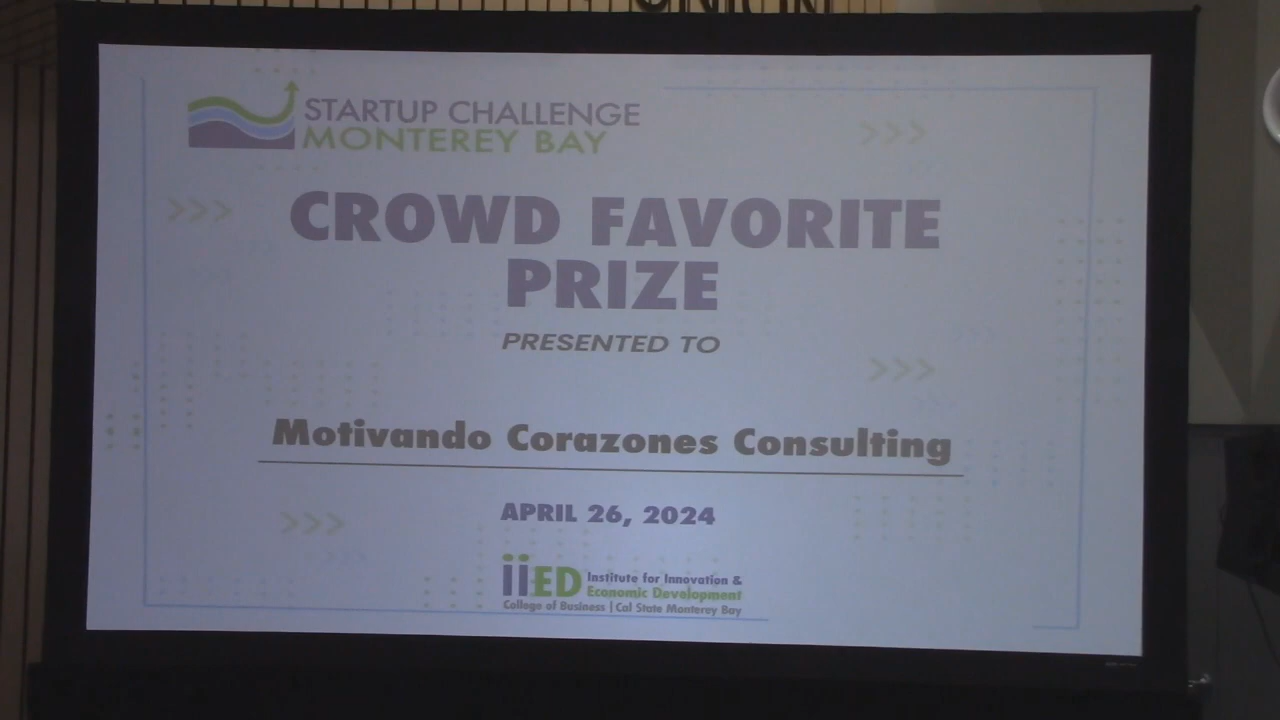 STARTUP CHALLENGE
MONTEREY BAY
CROWD FAVORITE
PRIZE
PRESENTED TO
Motivando Corazones Consulting
APRIL 26, 2024
iiED Institute for Innovation &
Economic Development
College of Business | Cal State Monterey Bay